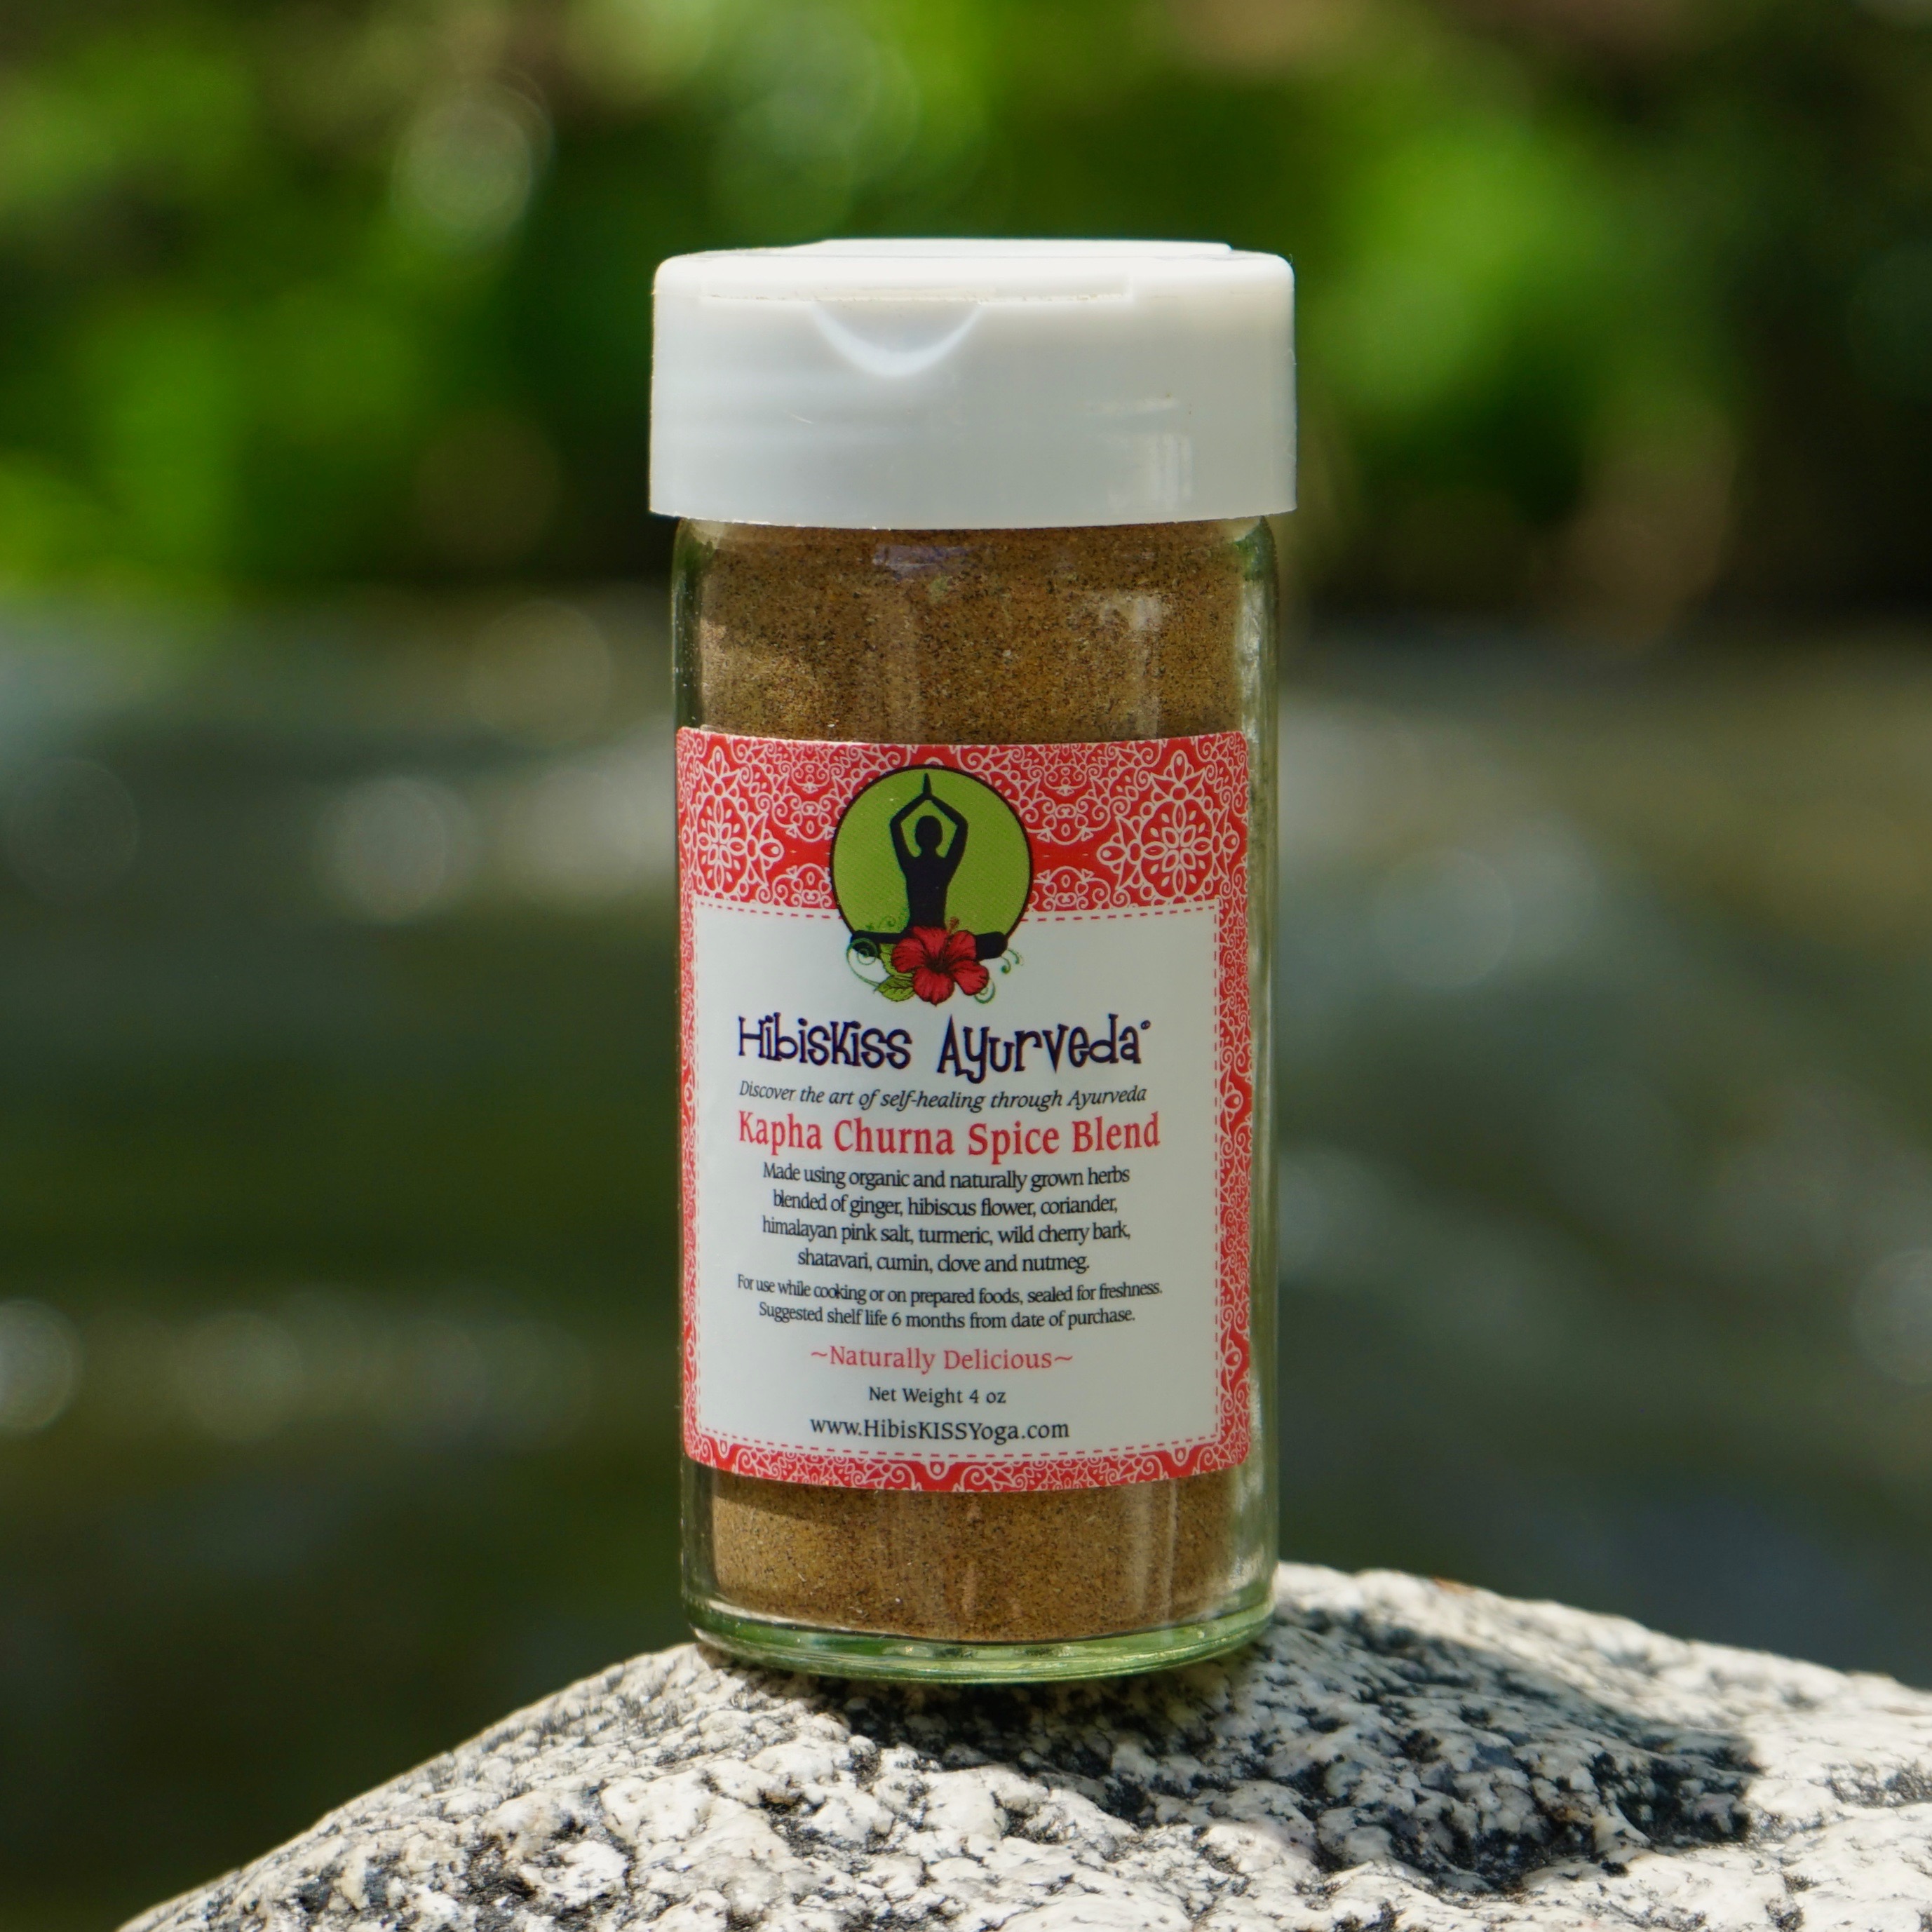 HibisKiss Ayurveda
Discover the art of self-healing through Ayurveda
Kapha Churna Spice Blend
Made using organic and naturally grown herbs
blended of ginger, hibiscus flower, coriander,
himalayan pink salt, turmeric, wild cherry bark,
shatavari, cumin, clove and nutmeg.
For use while cooking or on prepared foods, sealed for freshness.
Suggested shelf life 6 months from date of purchase.
~Naturally Delicious~
Net Weight 4 oz
www.HibisKISSYoga.com